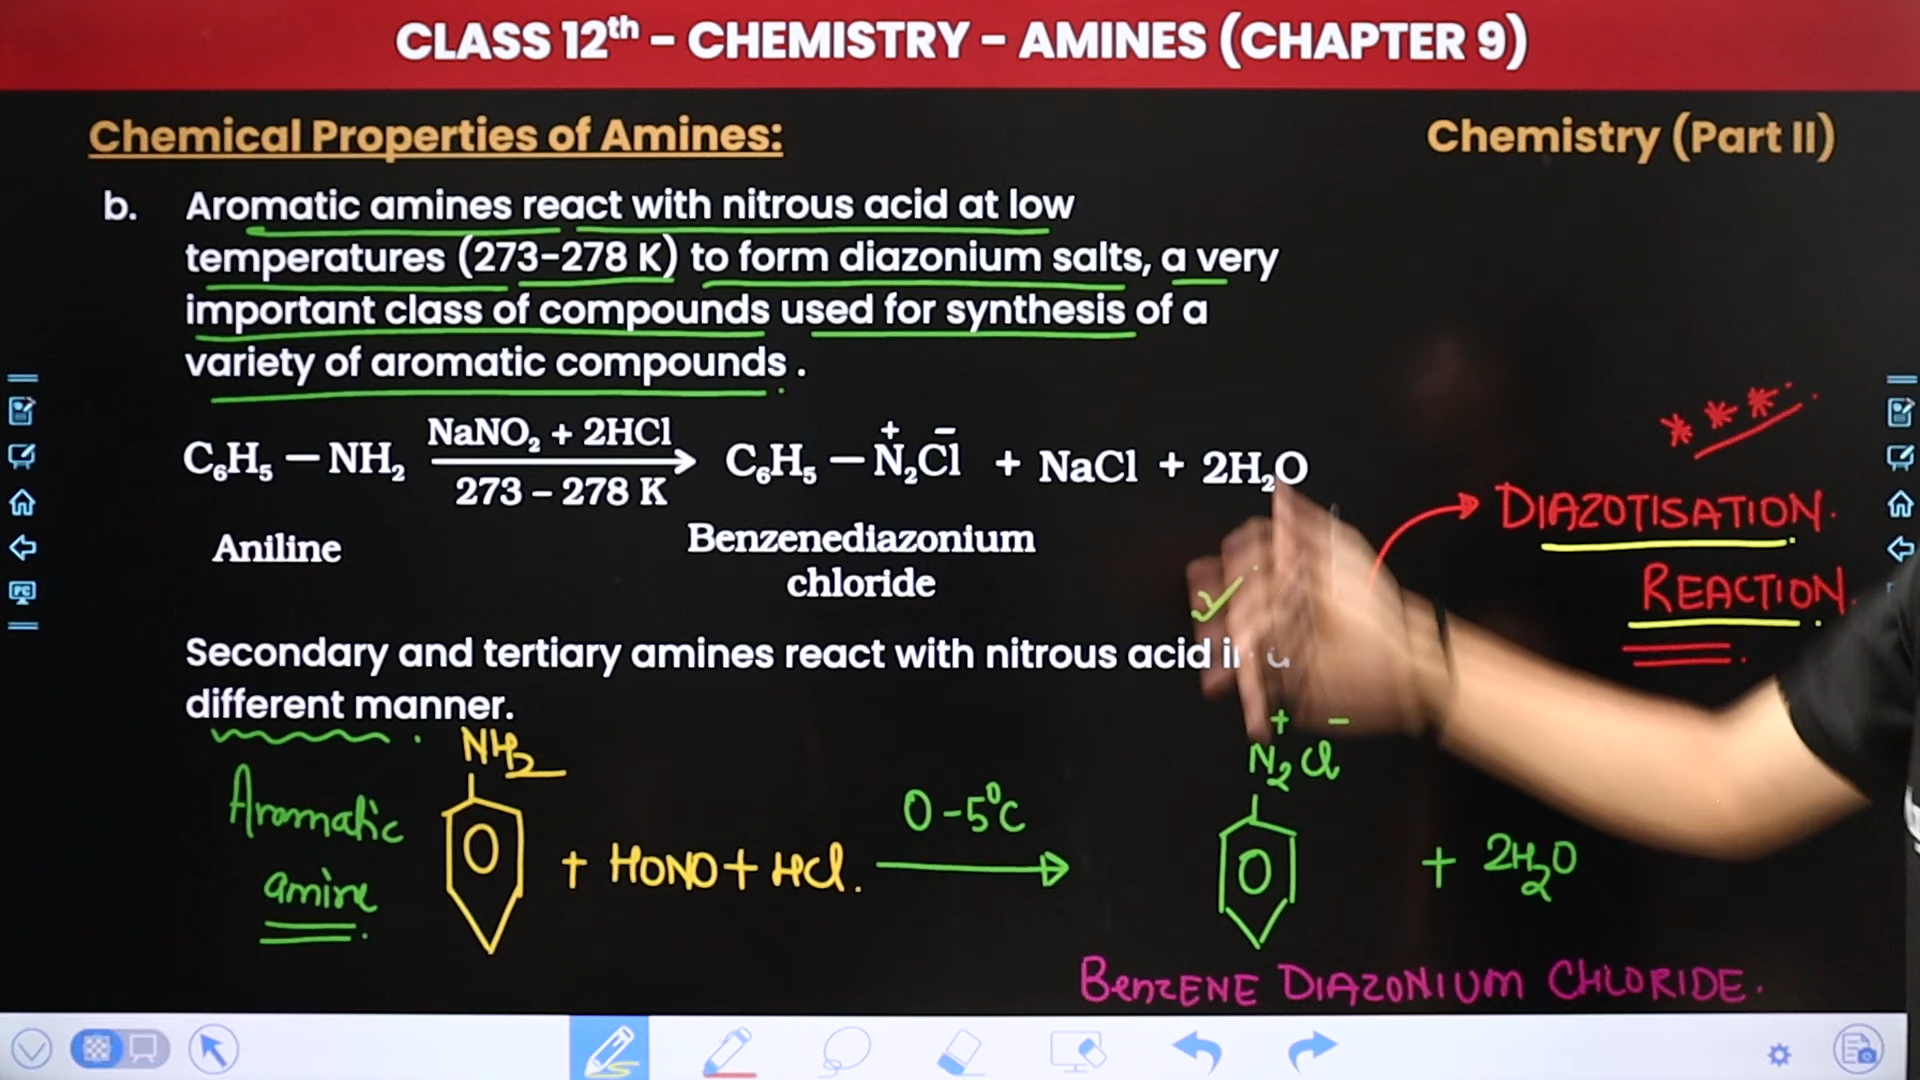 CLASS 12th - CHEMISTRY - AMINES (CHAPTER 9)
Chemical Properties of Amines:
Chemistry (Part II)
b. Aromatic amines react with nitrous acid at low
temperatures (273-278 K) to form diazonium salts, a very
important class of compounds used for synthesis of a
variety of aromatic compounds .
C₆H₅ — NH₂ NaNO₂ + 2HCl C₆H₅ — N⁺₂Cl⁻ + NaCl + 2H₂O
273 – 278 K
Aniline
Benzenediazonium
chloride
DIAZOTISATION.
REACTION.
Secondary and tertiary amines react with nitrous acid
different manner.
NH₂
Aromatic
amine
+ HONO + HCl.
0-5°C
N₂⁺ Cl⁻
+ 2H₂O
BENZENE DIAZONIUM CHLORIDE.